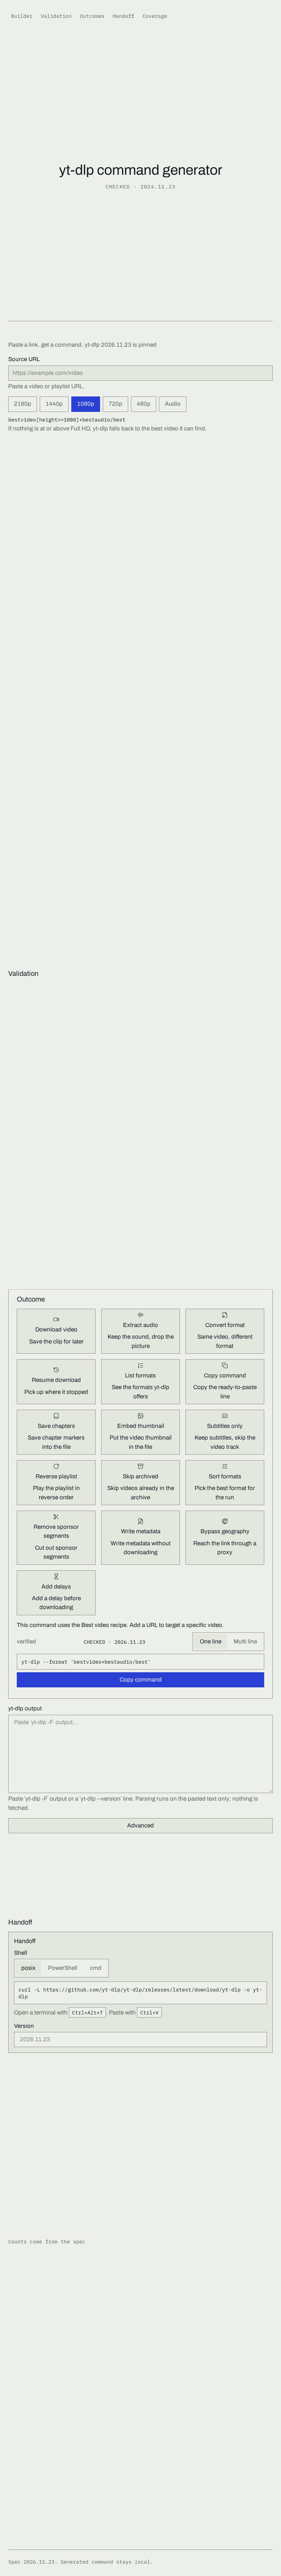 Builder Validation Outcomes Handoff Coverage
yt-dlp command generator
CHECKED · 2026.11.23
Paste a link, get a command. yt-dlp 2026.11.23 is pinned
Source URL
https://example.com/video
Paste a video or playlist URL.
2160p 1440p 1080p 720p 480p Audio
bestvideo[height>=1080]+bestaudio/best
If nothing is at or above Full HD, yt-dlp falls back to the best video it can find.
Validation
Outcome
Download video
Save the clip for later
Extract audio
Keep the sound, drop the
picture
Convert format
Same video, different
format
Resume download
Pick up where it stopped
List formats
See the formats yt-dlp
offers
Copy command
Copy the ready-to-paste
line
Save chapters
Save chapter markers
into the file
Embed thumbnail
Put the video thumbnail
in the file
Subtitles only
Keep subtitles, skip the
video track
Reverse playlist
Play the playlist in
reverse order
Skip archived
Skip videos already in the
archive
Sort formats
Pick the best format for
the run
Remove sponsor
segments
Cut out sponsor
segments
Write metadata
Write metadata without
downloading
Bypass geography
Reach the link through a
proxy
Add delays
Add a delay before
downloading
This command uses the Best video recipe. Add a URL to target a specific video.
verified CHECKED · 2026.11.23 One line Multi line
yt-dlp --format 'bestvideo+bestaudio/best'
Copy command
yt-dlp output
Paste `yt-dlp -F` output...
Paste `yt-dlp -F` output or a `yt-dlp --version` line. Parsing runs on the pasted text only; nothing is
fetched.
Advanced
Handoff
Handoff
Shell
posix PowerShell cmd
curl -L https://github.com/yt-dlp/yt-dlp/releases/latest/download/yt-dlp -o yt-
dlp
Open a terminal with Ctrl+Alt+T Paste with Ctrl+V
Version
2026.11.23
Counts come from the spec
Spec 2026.11.23. Generated command stays local.